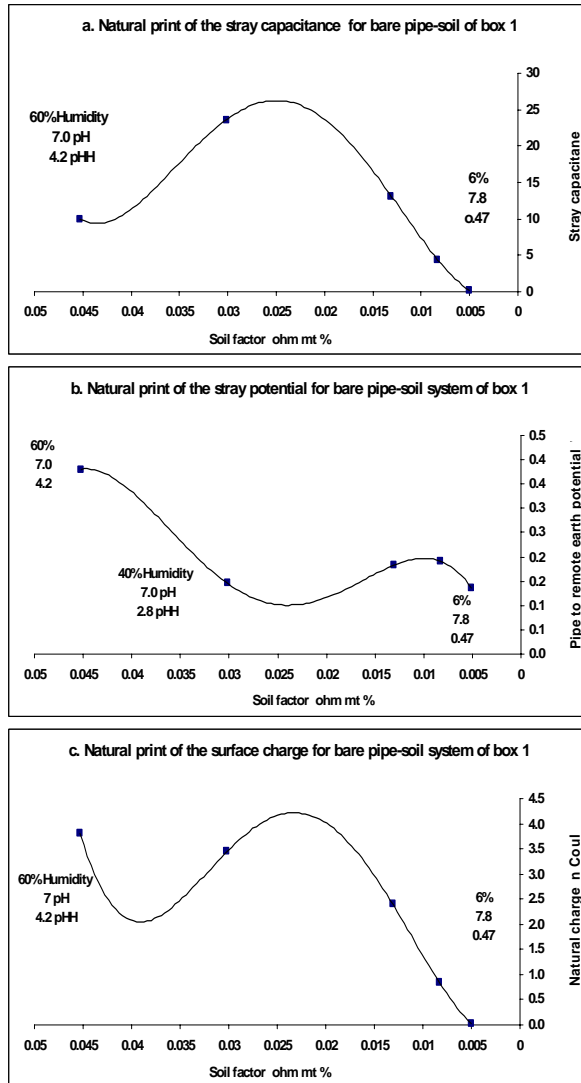 a. Natural print of the stray capacitance for bare pipe-soil of box 1
30
25
20
15
10
5
0
Stray capacitane
60%Humidity
7.0 pH
4.2 pHH
6%
7.8
o.47
0.05 0.045 0.04 0.035 0.03 0.025 0.02 0.015 0.01 0.005 0
Soil factor ohm mt %
b. Natural print of the stray potential for bare pipe-soil system of box 1
0.5
0.4
0.4
0.3
0.3
0.2
0.2
0.1
0.1
0.0
Pipe to remote earth potential
60%
7.0
4.2
40%Humidity
7.0 pH
2.8 pHH
6%
7.8
0.47
0.05 0.045 0.04 0.035 0.03 0.025 0.02 0.015 0.01 0.005 0
Soil factor ohm mt %
c. Natural print of the surface charge for bare pipe-soil system of box 1
4.5
4.0
3.5
3.0
2.5
2.0
1.5
1.0
0.5
0.0
Natural charge n Coul
60%Humidity
7 pH
4.2 pHH
6%
7.8
0.47
0.05 0.045 0.04 0.035 0.03 0.025 0.02 0.015 0.01 0.005 0
Soil factor ohm mt %